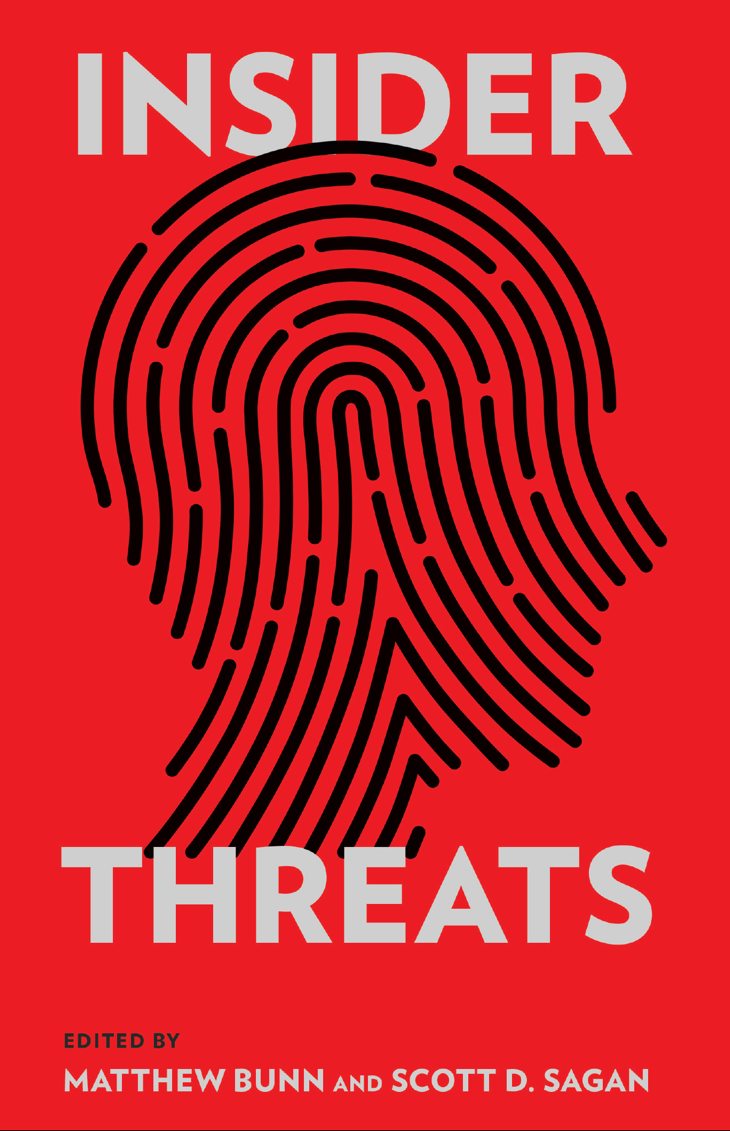 INSIDER
THREATS
EDITED BY
MATTHEW BUNN AND SCOTT D. SAGAN